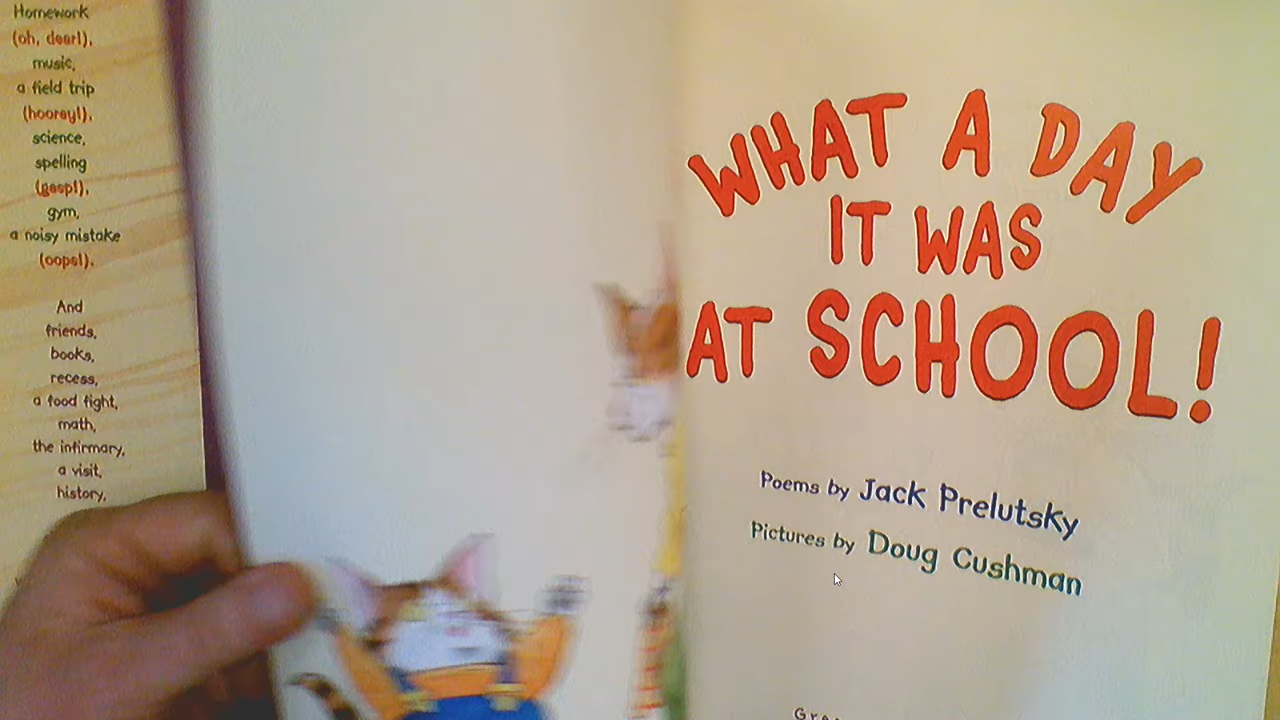 Homework
(oh, dear!),
music,
a field trip
(hooray!),
science,
spelling
(gasp!),
gym,
a noisy mistake
(oops!).
And
friends,
books,
recess,
a food fight,
math,
the infirmary,
a visit,
history,
WHAT A DAY
IT WAS
AT SCHOOL!
Poems by Jack Prelutsky
Pictures by Doug Cushman